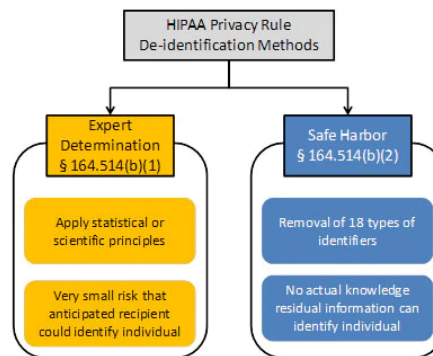 HIPAA Privacy Rule
De-identification Methods
Expert
Determination
§ 164.514(b)(1)
Apply statistical or
scientific principles
Very small risk that
anticipated recipient
could identify individual
Safe Harbor
§ 164.514(b)(2)
Removal of 18 types of
identifiers
No actual knowledge
residual information can
identify individual